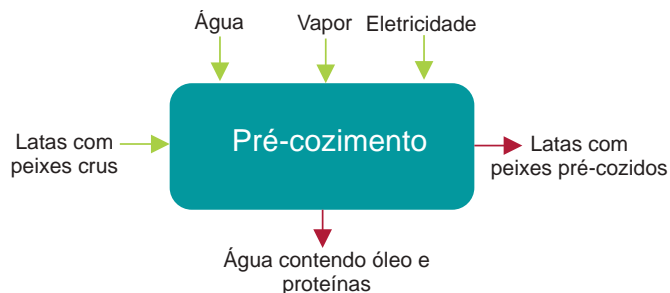 Água
Vapor
Eletricidade
Latas com
peixes crus
Pré-cozimento
Latas com
peixes pré-cozidos
Água contendo óleo e
proteínas